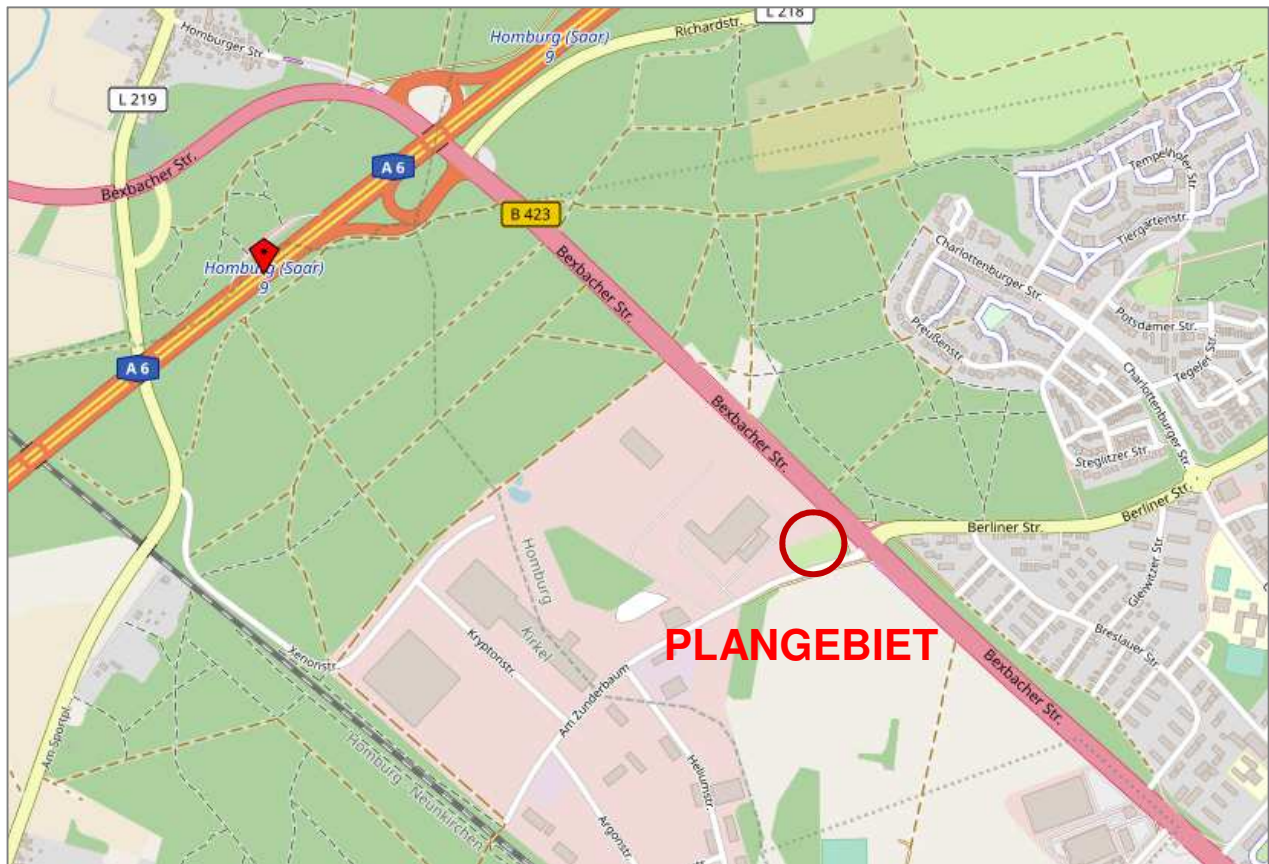 L 218
Homburger Str.
Homburg (Saar)
9
Richardstr.
L 219
A 6
Bexbacher Str.
B 423
Tempelhofer Str.
Tiergartenstr.
Charlottenburger Str.
Homburg (Saar)
9
Bexbacher Str.
Potsdamer Str.
Preußenstr
Tegeler Str.
A 6
Charlottenburger Str.
Bexbacher Str.
Steglitzer Str.
Berliner Str.
Berliner Str.
Homburg
Kirkel
Gleiwitzer Str.
Breslauer Str.
PLANGEBIET
Xenonstr.
Kryptonstr.
Am Zunderbaum
Bexbacher Str.
Am Sportpl.
Homburg - Neunkirchen
Heliumstr.
Argonstr.